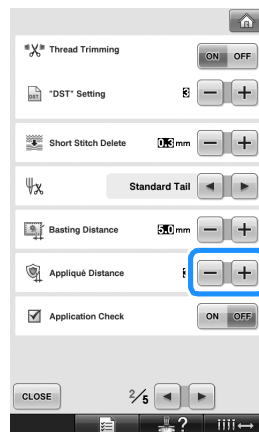 Thread Trimming ON OFF
DST "DST" Setting 3 − +
Short Stitch Delete 0.3 mm − +
Standard Tail
Basting Distance 5.0 mm − +
Appliqué Distance − +
Application Check ON OFF
CLOSE 2/5
?